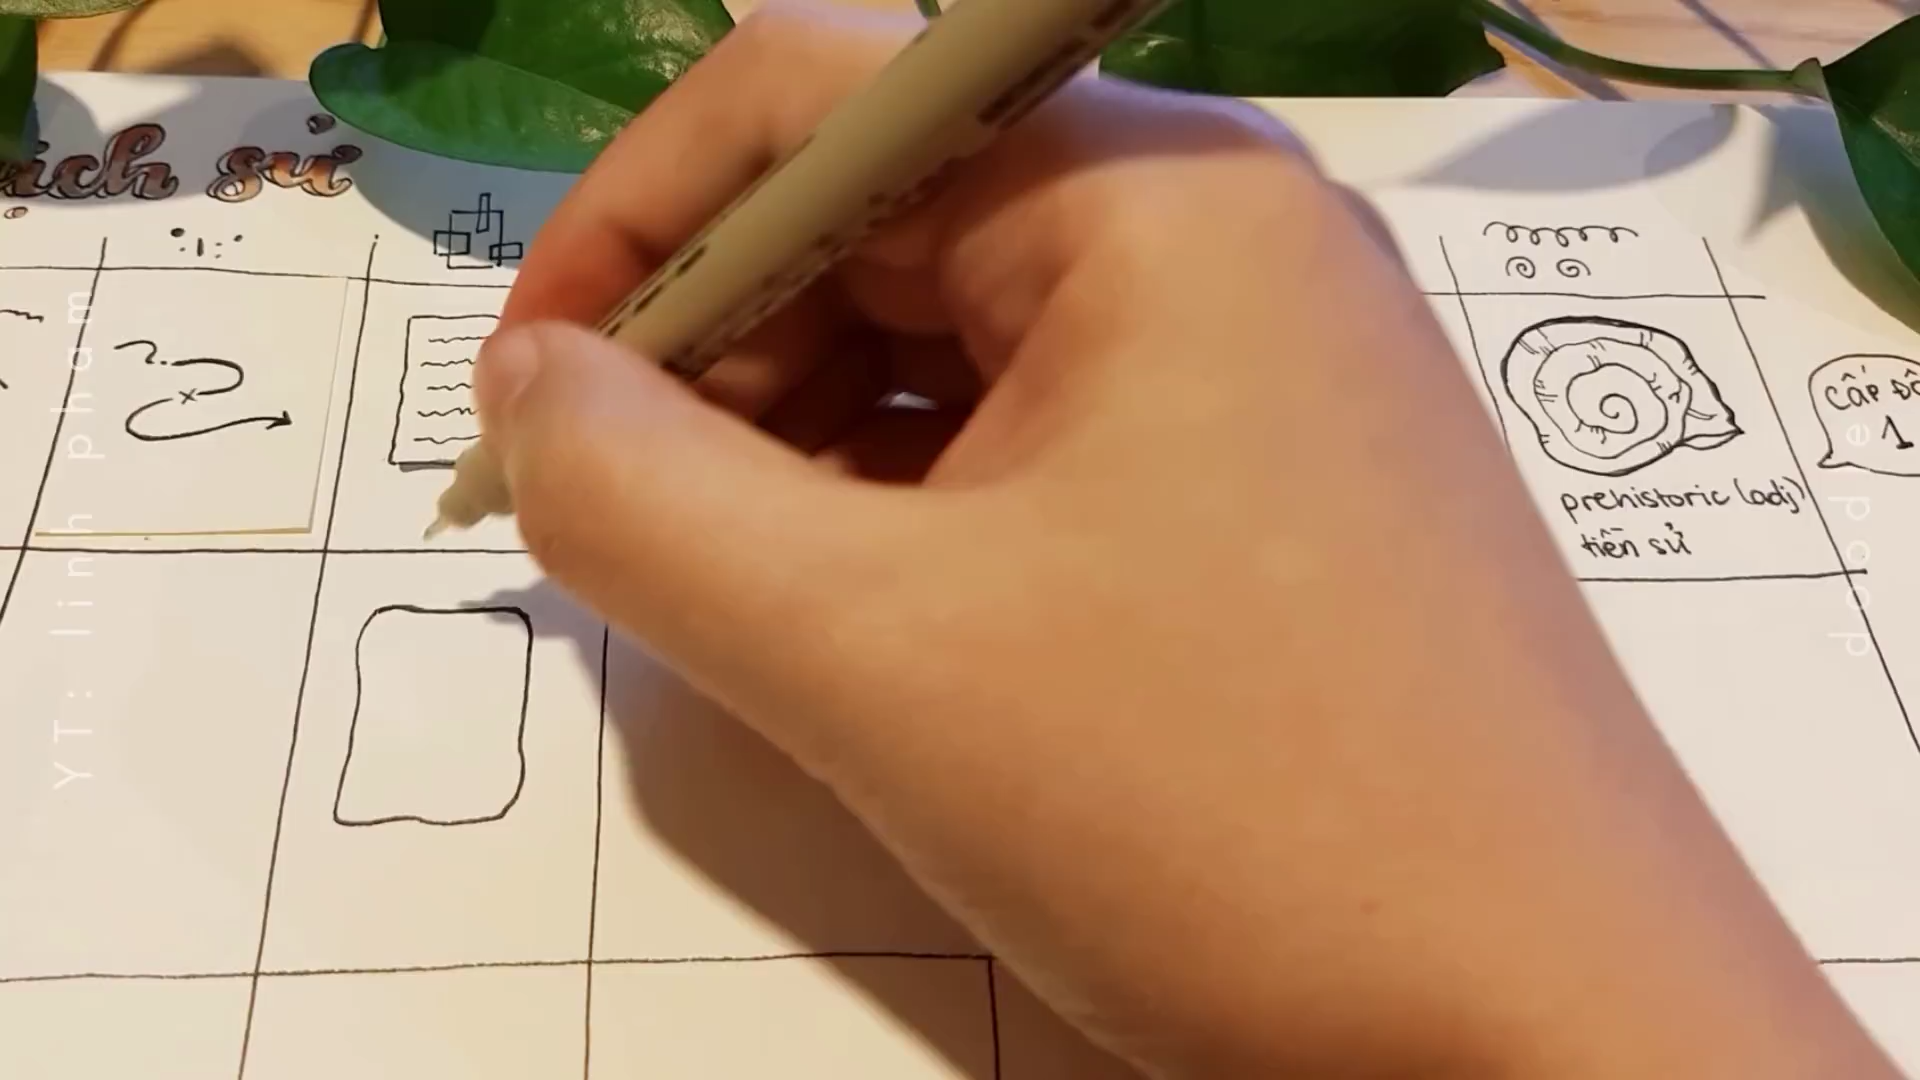 ịch sử
YT: linh pham
prehistoric (adj)
tiền sử
CẤP ĐỘ
1
doodle